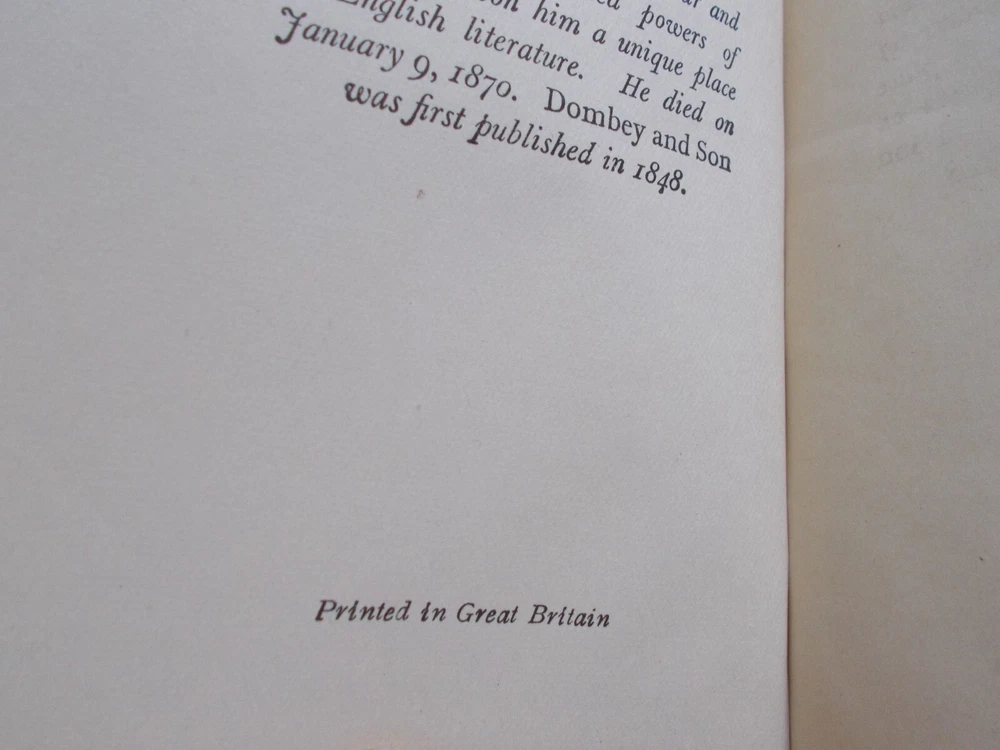 and
powers of
him a unique place
English literature. He died on
January 9, 1870. Dombey and Son
was first published in 1848.
Printed in Great Britain